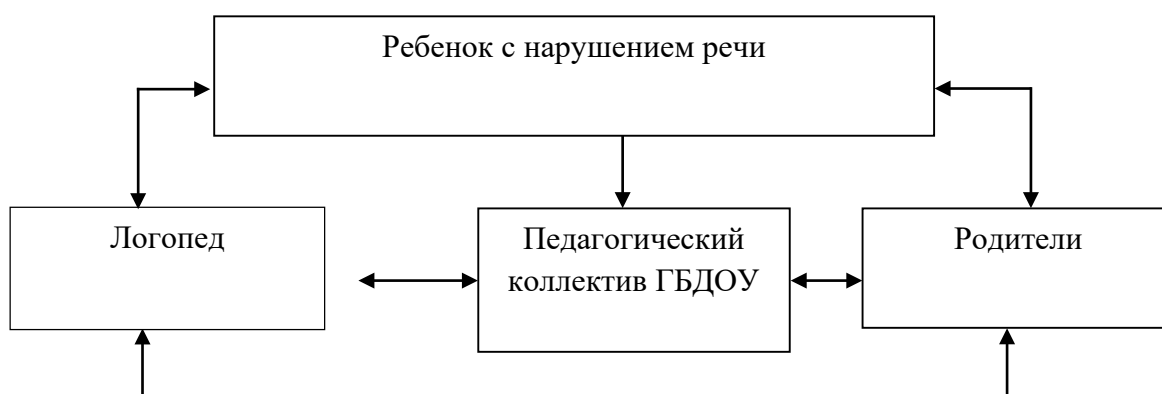 Ребенок с нарушением речи
Логопед
Педагогический
коллектив ГБДОУ
Родители